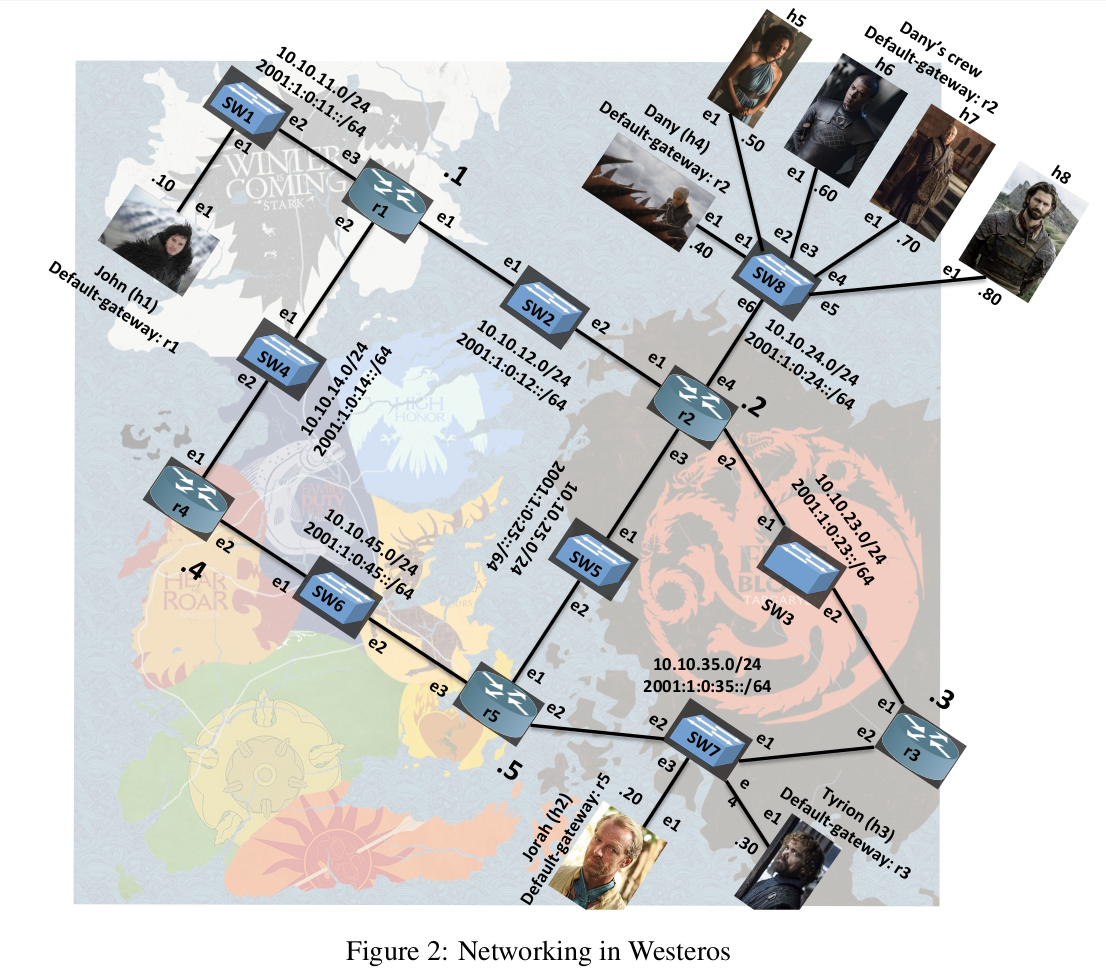 h5
Dany's crew
Default-gateway: r2
h6
h7
h8
Dany (h4)
Default-gateway: r2
e1
.50
e1
.60
e1
.70
e1
.80
e1
.40
e1
e2
e3
e4
e5
e6
SW8
10.10.24.0/24
2001:1:0:24::/64
10.10.11.0/24
2001:1:0:11::/64
SW1
e2
e1
e3
.1
r1
e1
e2
.10
e1
WINTER
IS
COMING
STARK
John (h1)
Default-gateway: r1
e1
SW4
e2
10.10.14.0/24
2001:1:0:14::/64
e1
SW2
e2
10.10.12.0/24
2001:1:0:12::/64
e1
e4
.2
r2
e3
e2
HIGH
HONOR
e1
r4
e2
.4
HEAR
ROAR
10.10.45.0/24
2001:1:0:45::/64
e1
SW6
e2
10.10.25.0/24
2001:1:0:25::/64
e1
SW5
e2
10.10.23.0/24
2001:1:0:23::/64
e1
SW3
e2
e1
e3
r5
e2
.5
10.10.35.0/24
2001:1:0:35::/64
e2
SW7
e1
e3
e4
.3
e1
e2
r3
Jorah (h2)
Default-gateway: r5
.20
e1
Tyrion (h3)
Default-gateway: r3
e1
.30
Figure 2: Networking in Westeros